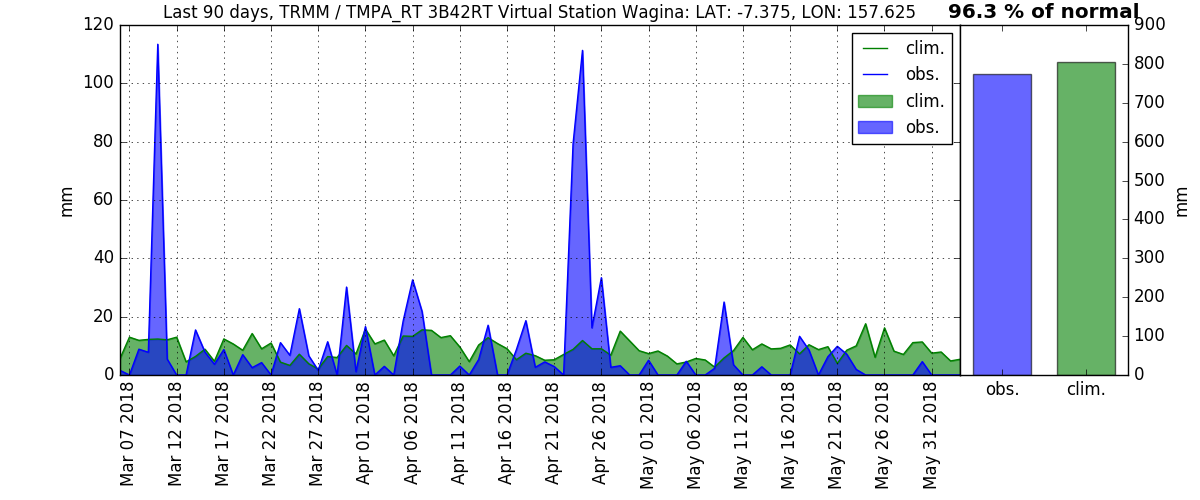 Last 90 days, TRMM / TMPA_RT 3B42RT Virtual Station Wagina: LAT: -7.375, LON: 157.625
96.3 % of normal
120
100
80
60
40
20
0
mm
clim.
obs.
clim.
obs.
900
800
700
600
500
400
300
200
100
0
mm
Mar 07 2018
Mar 12 2018
Mar 17 2018
Mar 22 2018
Mar 27 2018
Apr 01 2018
Apr 06 2018
Apr 11 2018
Apr 16 2018
Apr 21 2018
Apr 26 2018
May 01 2018
May 06 2018
May 11 2018
May 16 2018
May 21 2018
May 26 2018
May 31 2018
obs.
clim.